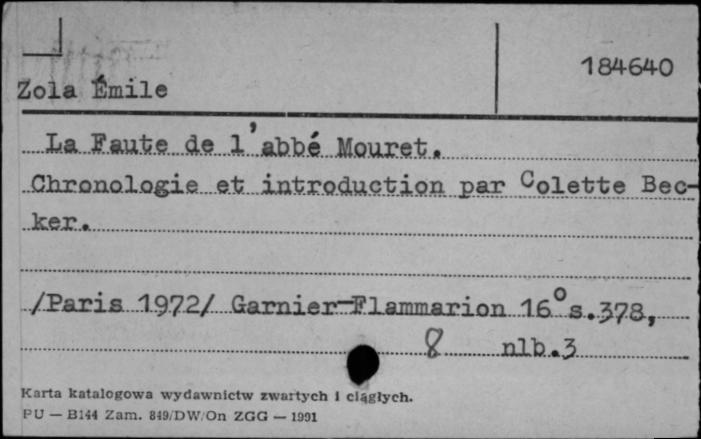 184640
Zola Émile
La Faute de l'abbé Mouret.
Chronologie et introduction par Colette Bec-
ker.
/Paris 1972/ Garnier-Flammarion 16° s.378,
8 nlb.3
Karta katalogowa wydawnictw zwartych i ciągłych.
PU — B144 Zam. 849/DW/On ZGG — 1991